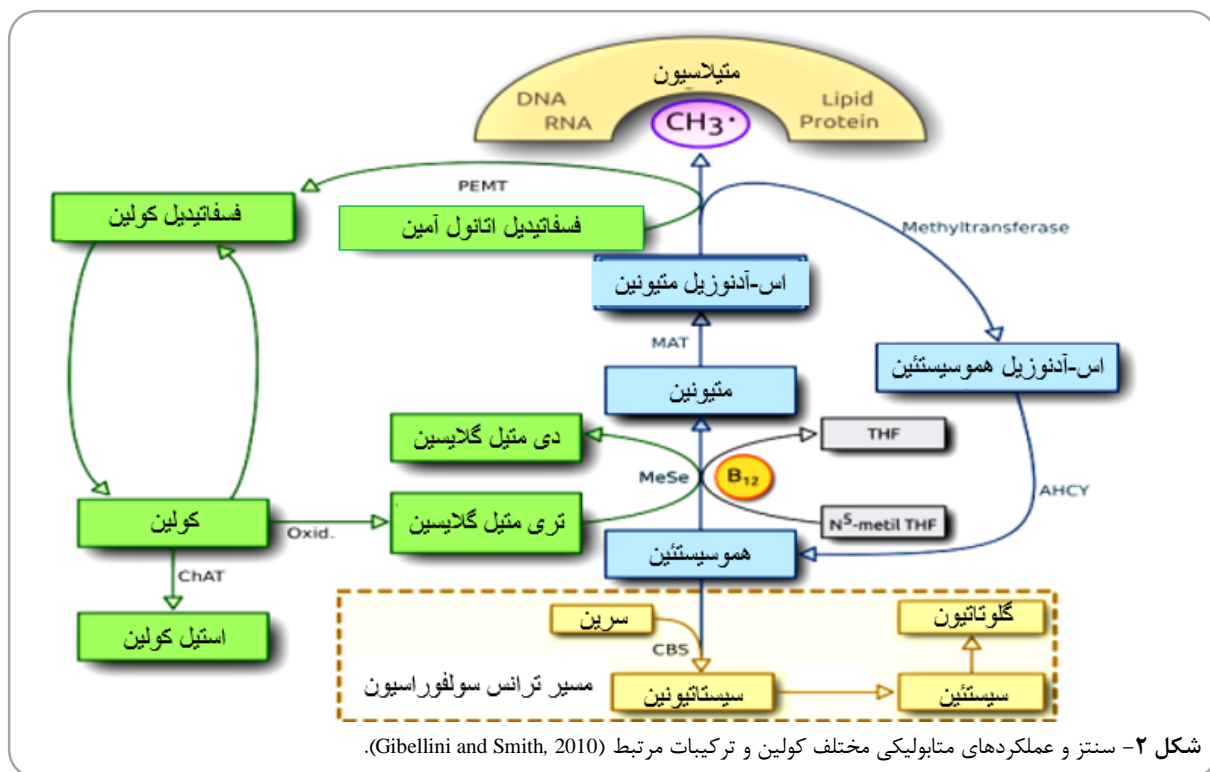 متیلاسیون
DNA
RNA
Lipid
Protein
CH3·
PEMT
فسفاتیدیل کولین
فسفاتیدیل اتانول آمین
Methyltransferase
اس-آدنوزیل متیونین
MAT
اس-آدنوزیل هموسیستئین
متیونین
دی متیل گلایسین
THF
MeSe
B12
AHCY
کولین
Oxid.
تری متیل گلایسین
N5-metil THF
هموسیستئین
ChAT
استیل کولین
سرین
گلوتاتیون
CBS
مسیر ترانس سولفوراسیون
سیستاتیونین
سیستئین
شکل ۲- سنتز و عملکردهای متابولیکی مختلف کولین و ترکیبات مرتبط (Gibellini and Smith, 2010).